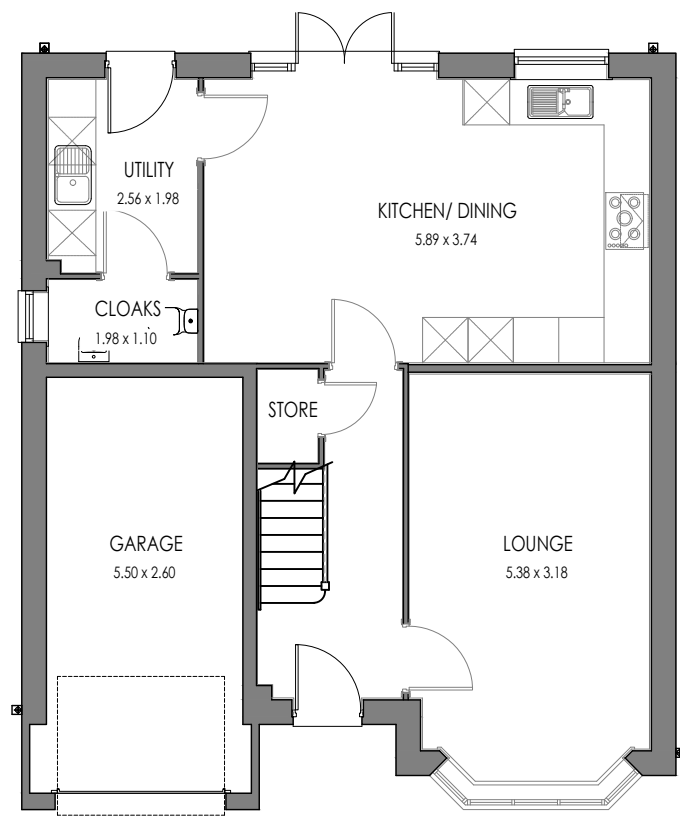 UTILITY
2.56 x 1.98
KITCHEN/ DINING
5.89 x 3.74
CLOAKS
1.98 x 1.10
STORE
GARAGE
5.50 x 2.60
LOUNGE
5.38 x 3.18